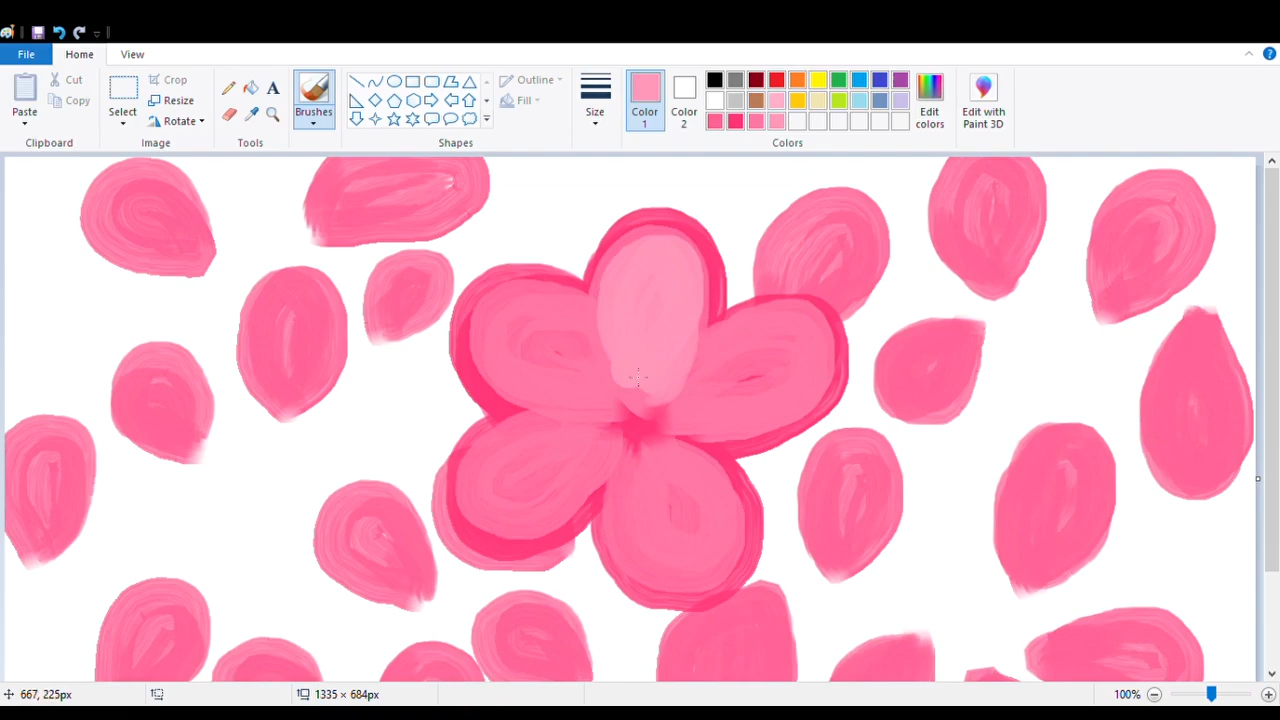 File Home View
Paste
Cut
Copy
Clipboard
Select
Crop
Resize
Rotate
Image
A
Tools
Brushes
Outline
Fill
Shapes
Size
Color 1
Color 2
Edit colors
Colors
Edit with Paint 3D
667, 225px
1335 × 684px
100%